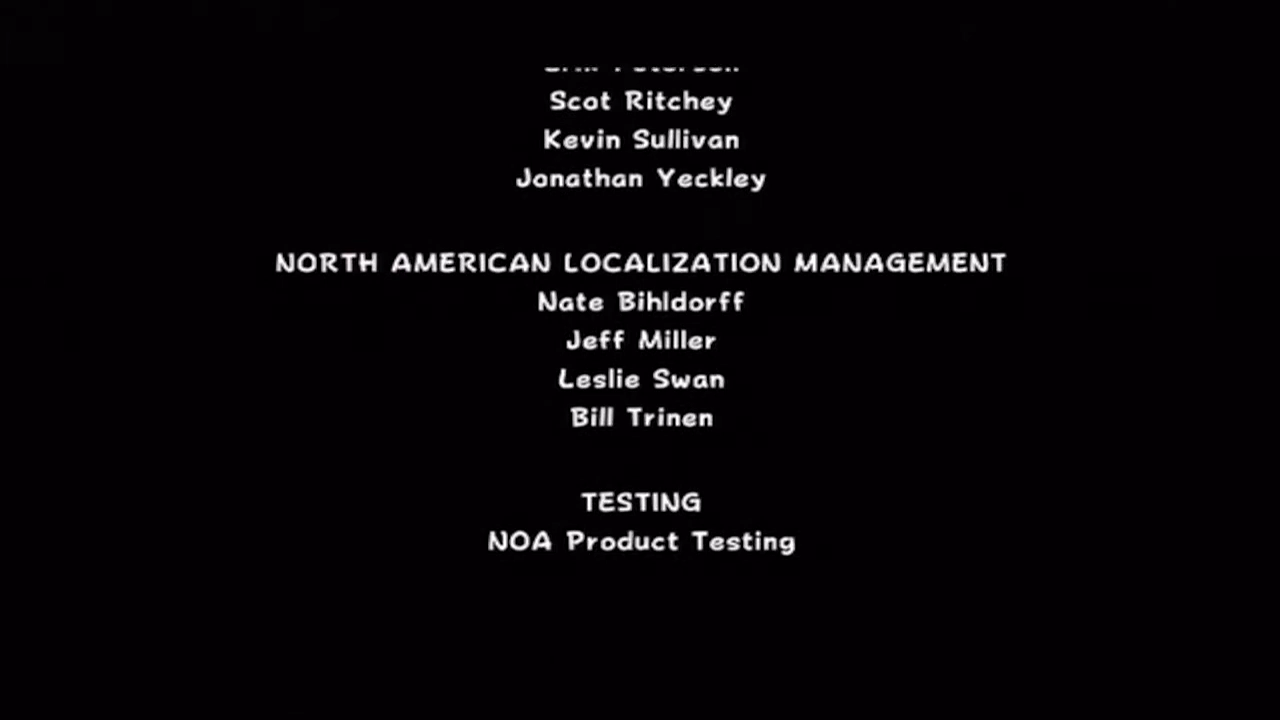 Scot Ritchey
Kevin Sullivan
Jonathan Yeckley
NORTH AMERICAN LOCALIZATION MANAGEMENT
Nate Bihldorff
Jeff Miller
Leslie Swan
Bill Trinen
TESTING
NOA Product Testing